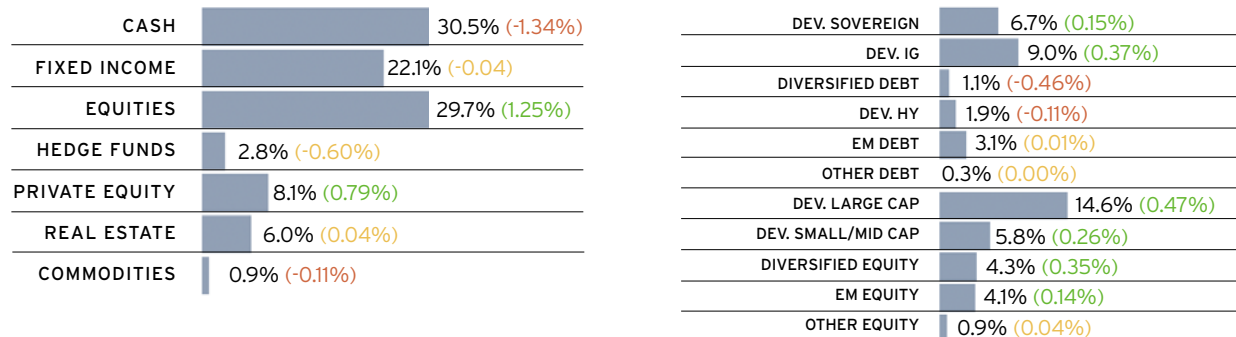 CASH 30.5% (-1.34%)
FIXED INCOME 22.1% (-0.04)
EQUITIES 29.7% (1.25%)
HEDGE FUNDS 2.8% (-0.60%)
PRIVATE EQUITY 8.1% (0.79%)
REAL ESTATE 6.0% (0.04%)
COMMODITIES 0.9% (-0.11%)
DEV. SOVEREIGN 6.7% (0.15%)
DEV. IG 9.0% (0.37%)
DIVERSIFIED DEBT 1.1% (-0.46%)
DEV. HY 1.9% (-0.11%)
EM DEBT 3.1% (0.01%)
OTHER DEBT 0.3% (0.00%)
DEV. LARGE CAP 14.6% (0.47%)
DEV. SMALL/MID CAP 5.8% (0.26%)
DIVERSIFIED EQUITY 4.3% (0.35%)
EM EQUITY 4.1% (0.14%)
OTHER EQUITY 0.9% (0.04%)